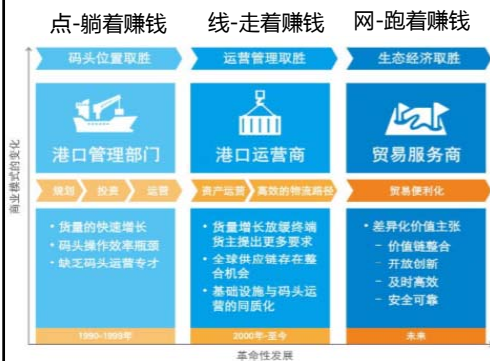 点-躺着赚钱 线-走着赚钱 网-跑着赚钱
码头位置取胜 运营管理取胜 生态经济取胜
港口管理部门 港口运营商 贸易服务商
规划 投资 运营 资产运营 高效的物流路径 贸易便利化
商业模式的变化
• 货量的快速增长
• 码头操作效率瓶颈
• 缺乏码头运营专才
• 货量增长放缓终端
货主提出更多要求
• 全球供应链存在整
合机会
• 基础设施与码头运
营的同质化
• 差异化价值主张
– 价值链整合
– 开放创新
– 及时高效
– 安全可靠
1990-1999年 2000年-至今 未来
革命性发展